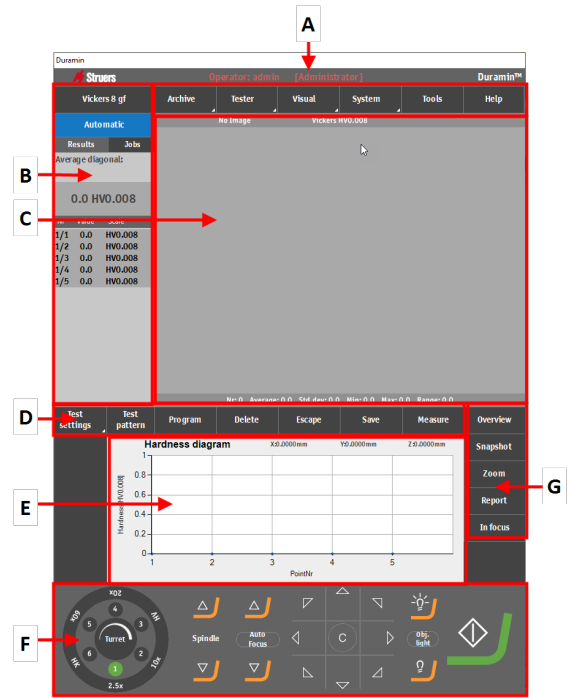 A
Duramin
Struers Operator: admin [Administrator] Duramin™
Vickers 8 gf Archive Tester Visual System Tools Help
Automatic
No Image Vickers HV0.008
Results Jobs
Average diagonal:
B
0.0 HV0.008
C
Nr Value Scale
1/1 0.0 HV0.008
1/2 0.0 HV0.008
1/3 0.0 HV0.008
1/4 0.0 HV0.008
1/5 0.0 HV0.008
Nr: 0 Average: 0.0 Std dev: 0.0 Min: 0.0 Max: 0.0 Range: 0.0
D
Test settings Test pattern Program Delete Escape Save Measure Overview
Hardness diagram X:0.0000mm Y:0.0000mm Z:0.0000mm
Snapshot
Zoom
Report
In focus
G
E
Hardness[HV0.008]
1
0.8
0.6
0.4
0.2
0
1 2 3 4 5
PointNr
F
20x
60x HV
4
5 3
Turret
6 2
1
HK 10x
2.5x
Spindle
Auto Focus
C
Obj. light